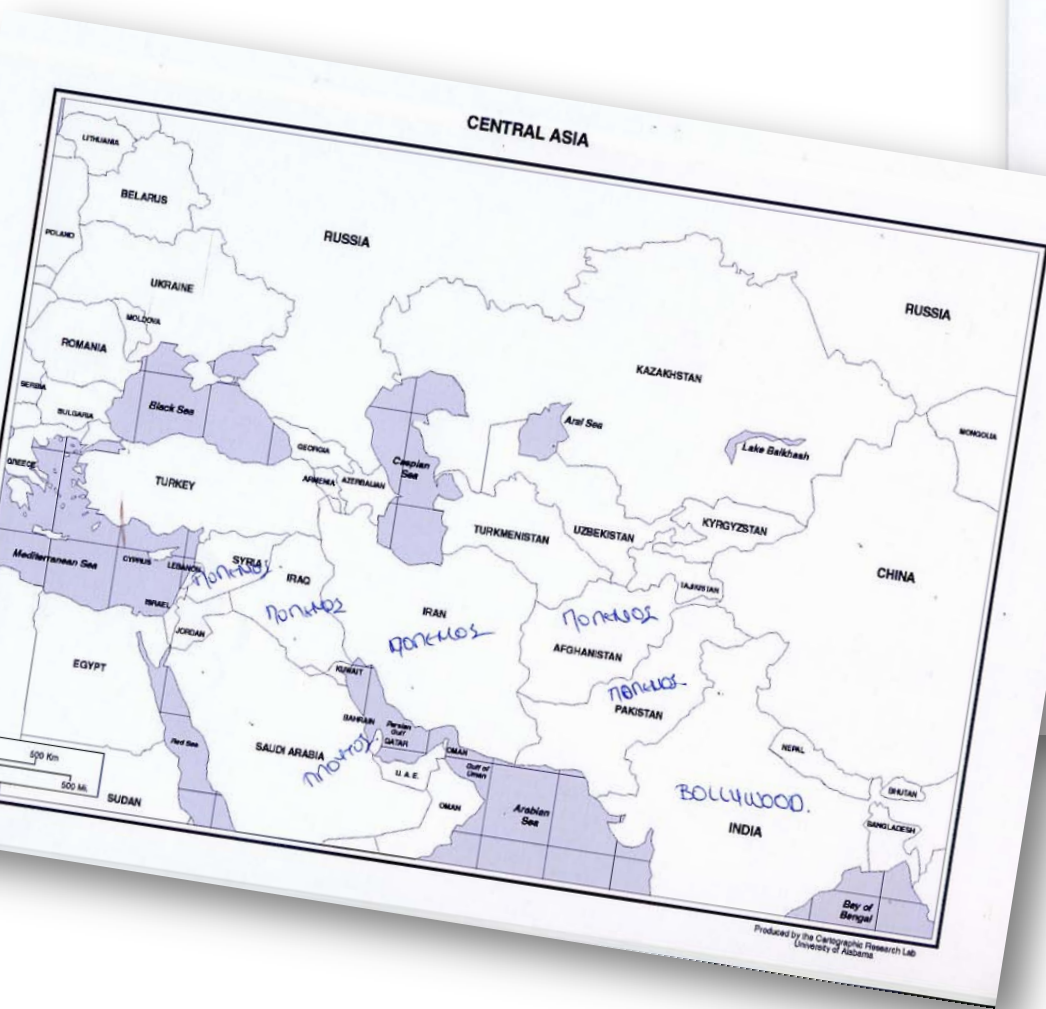 CENTRAL ASIA
LITHUANIA
BELARUS
RUSSIA
POLAND
UKRAINE
RUSSIA
MOLDOVA
ROMANIA
KAZAKHSTAN
SERBIA
BULGARIA
Black Sea
Aral Sea
MONGOLIA
Lake Balkhash
GREECE
GEORGIA
Caspian
Sea
ARMENIA
AZERBAIJAN
TURKEY
TURKMENISTAN
UZBEKISTAN
KYRGYZSTAN
Mediterranean Sea
CYPRUS
LEBANON
SYRIA
πολεμος
IRAQ
πολεμος
TAJIKISTAN
CHINA
ISRAEL
IRAN
πολεμος
πολεμος
AFGHANISTAN
JORDAN
EGYPT
KUWAIT
πολεμος
PAKISTAN
BAHRAIN
Persian
Gulf
QATAR
Red Sea
SAUDI ARABIA
πλουτος
OMAN
Gulf of
Oman
U.A.E.
NEPAL
500 Km
500 Mi.
SUDAN
OMAN
Arabian
Sea
BOLLYWOOD.
INDIA
BHUTAN
BANGLADESH
Bay of
Bengal
Produced by the Cartographic Research Lab
University of Alabama